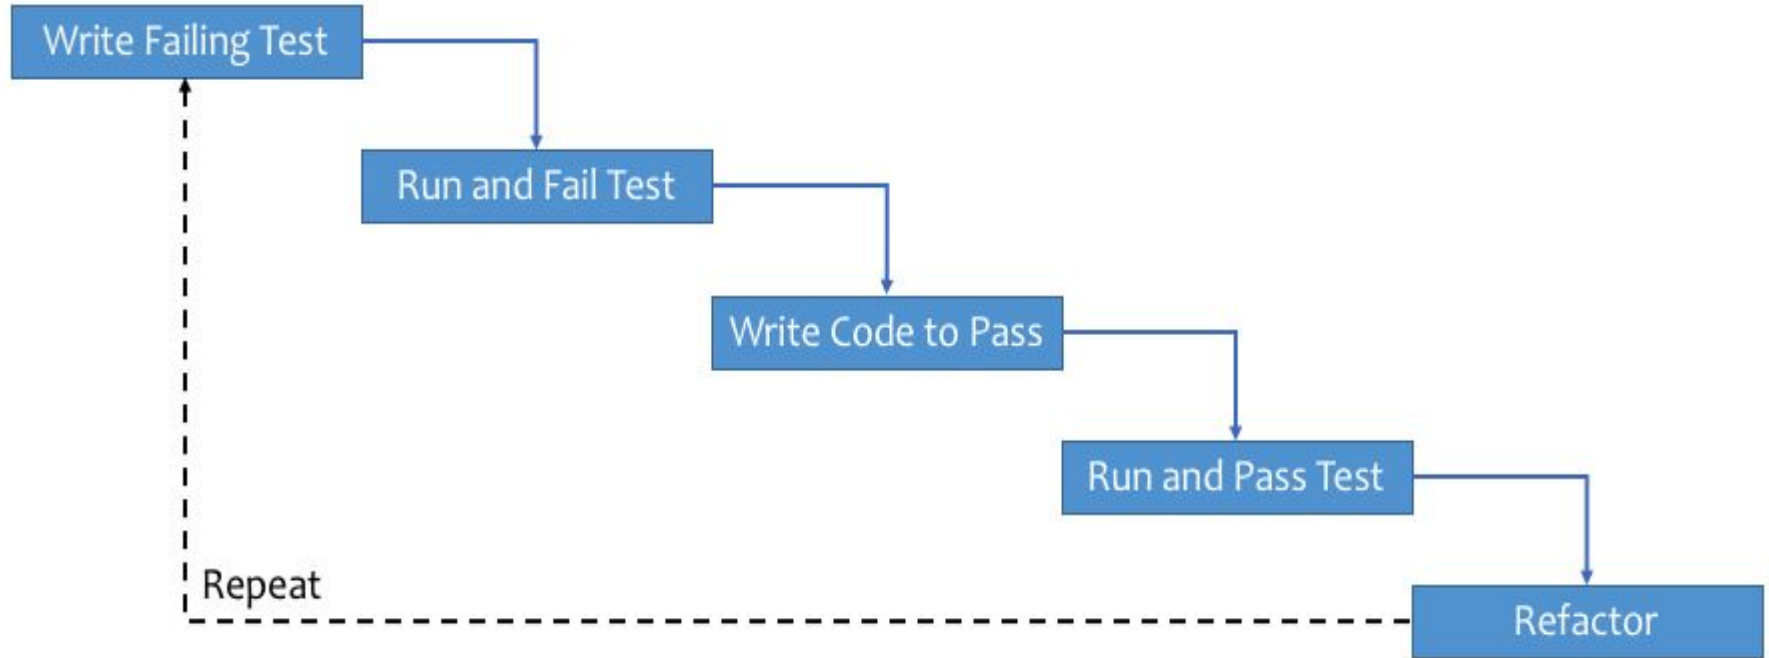 Write Failing Test
Run and Fail Test
Write Code to Pass
Run and Pass Test
Repeat
Refactor